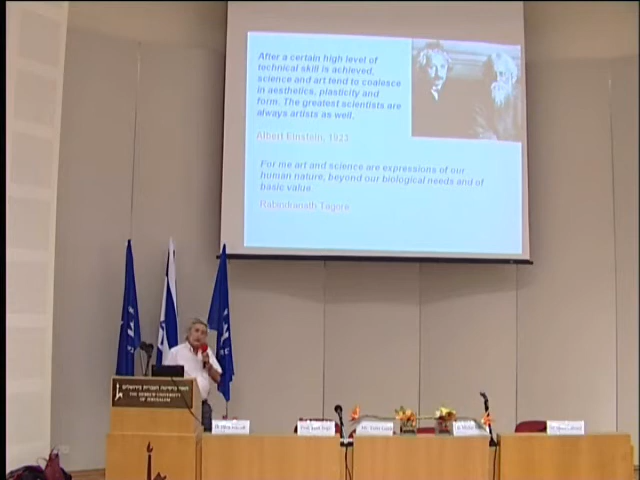 After a certain high level of
technical skill is achieved,
science and art tend to coalesce
in aesthetics, plasticity and
form. The greatest scientists are
always artists as well.
Albert Einstein, 1923
For me art and science are expressions of our
human nature, beyond our biological needs and of
basic value.
Rabindranath Tagore
האוניברסיטה העברית בירושלים
THE HEBREW UNIVERSITY
OF JERUSALEM